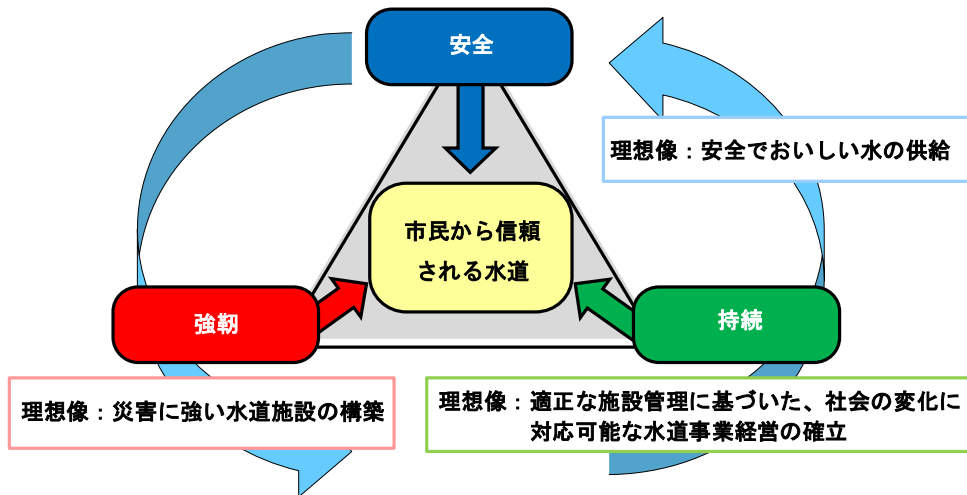 安全
理想像：安全でおいしい水の供給
市民から信頼
される水道
強靭
持続
理想像：災害に強い水道施設の構築
理想像：適正な施設管理に基づいた、社会の変化に
対応可能な水道事業経営の確立